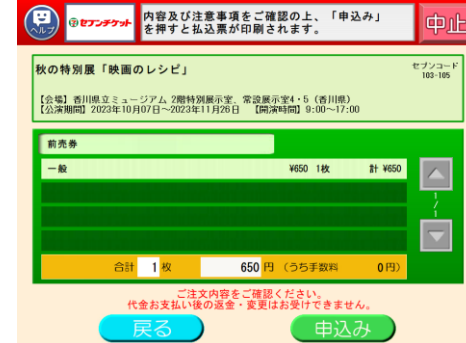 ヘルプ
セブンチケット
内容及び注意事項をご確認の上、「申込み」
を押すと払込票が印刷されます。
中止
秋の特別展「映画のレシピ」
セブンコード
103-105
【会場】香川県立ミュージアム 2階特別展示室、常設展示室4・5 (香川県)
【公演期間】2023年10月07日～2023年11月26日 【開演時間】9:00～17:00
前売券
一般 ¥650 1枚 計 ¥650
1
/
1
合計 1 枚 650 円 (うち手数料 0円)
ご注文内容をご確認ください。
代金お支払い後の返金・変更はお受けできません。
戻る
申込み